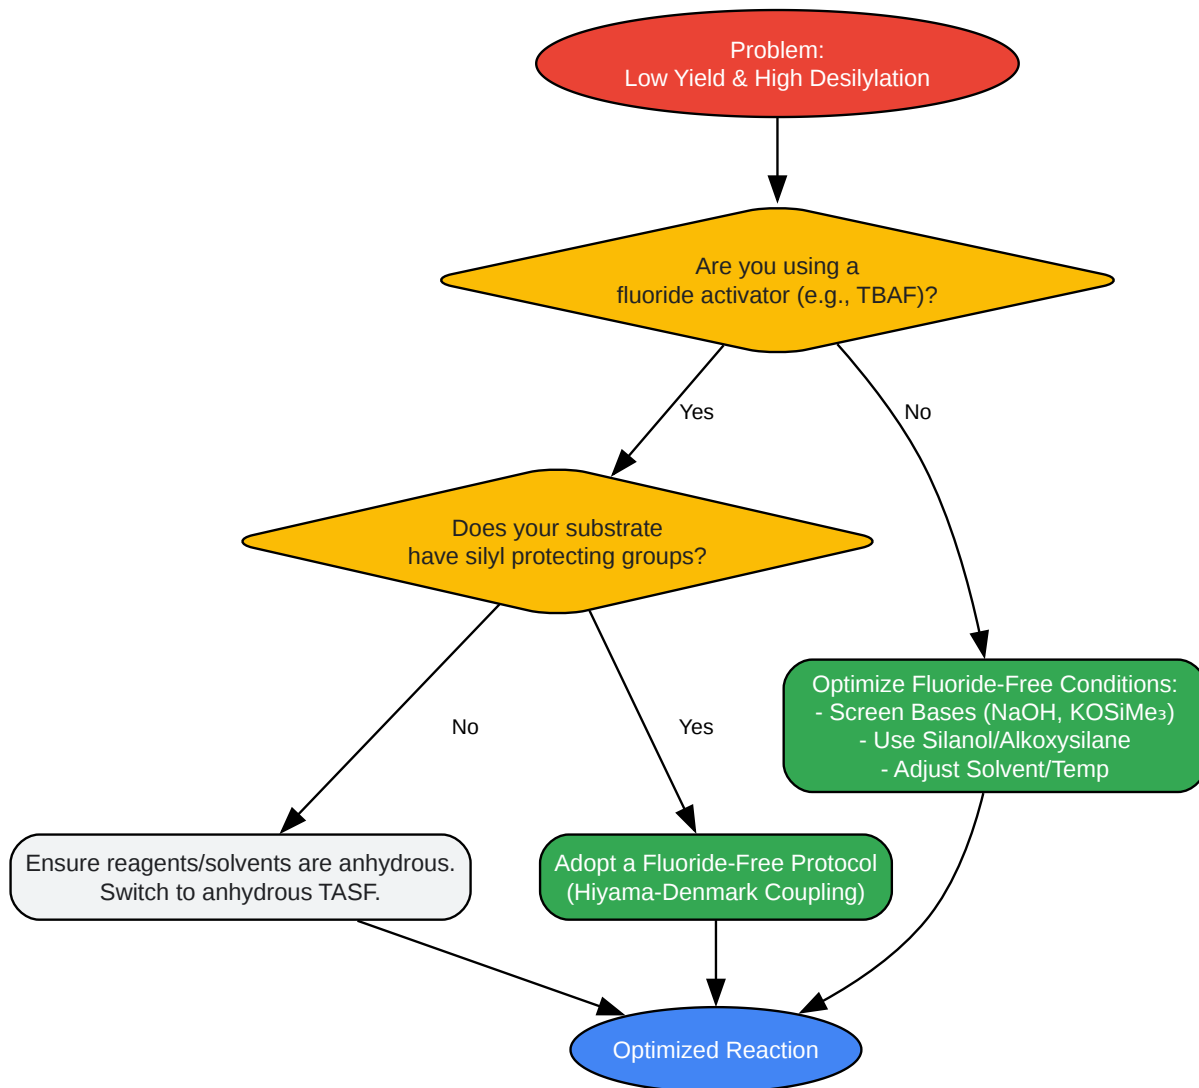 Problem:
Low Yield & High Desilylation
Are you using a
fluoride activator (e.g., TBAF)?
Yes
No
Does your substrate
have silyl protecting groups?
No
Yes
Optimize Fluoride-Free Conditions:
- Screen Bases (NaOH, KOSiMe₃)
- Use Silanol/Alkoxysilane
- Adjust Solvent/Temp
Ensure reagents/solvents are anhydrous.
Switch to anhydrous TASF.
Adopt a Fluoride-Free Protocol
(Hiyama-Denmark Coupling)
Optimized Reaction